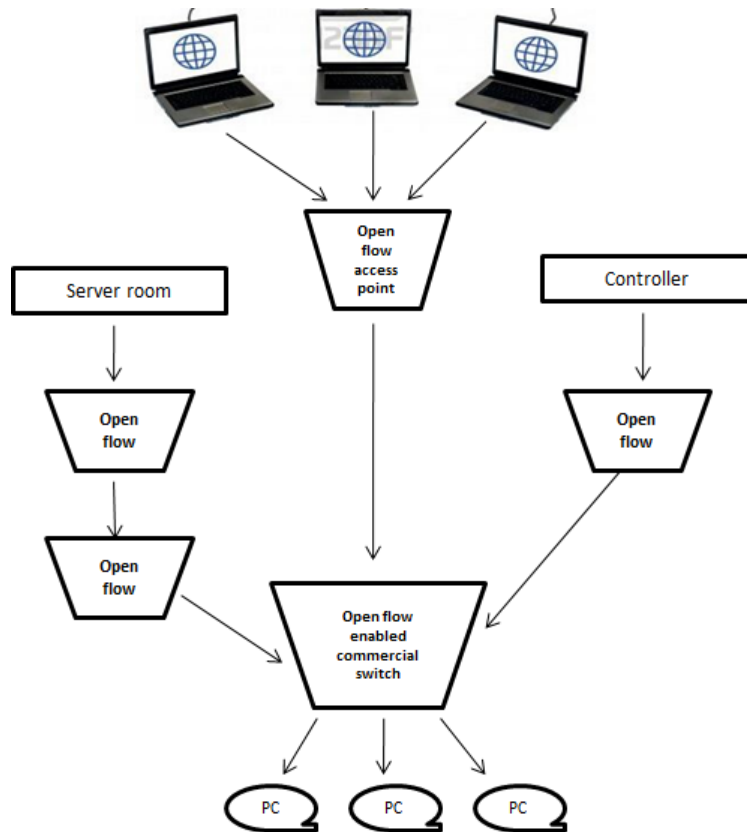 Open
flow
access
point
Server room
Controller
Open
flow
Open
flow
Open
flow
Open flow
enabled
commercial
switch
PC
PC
PC